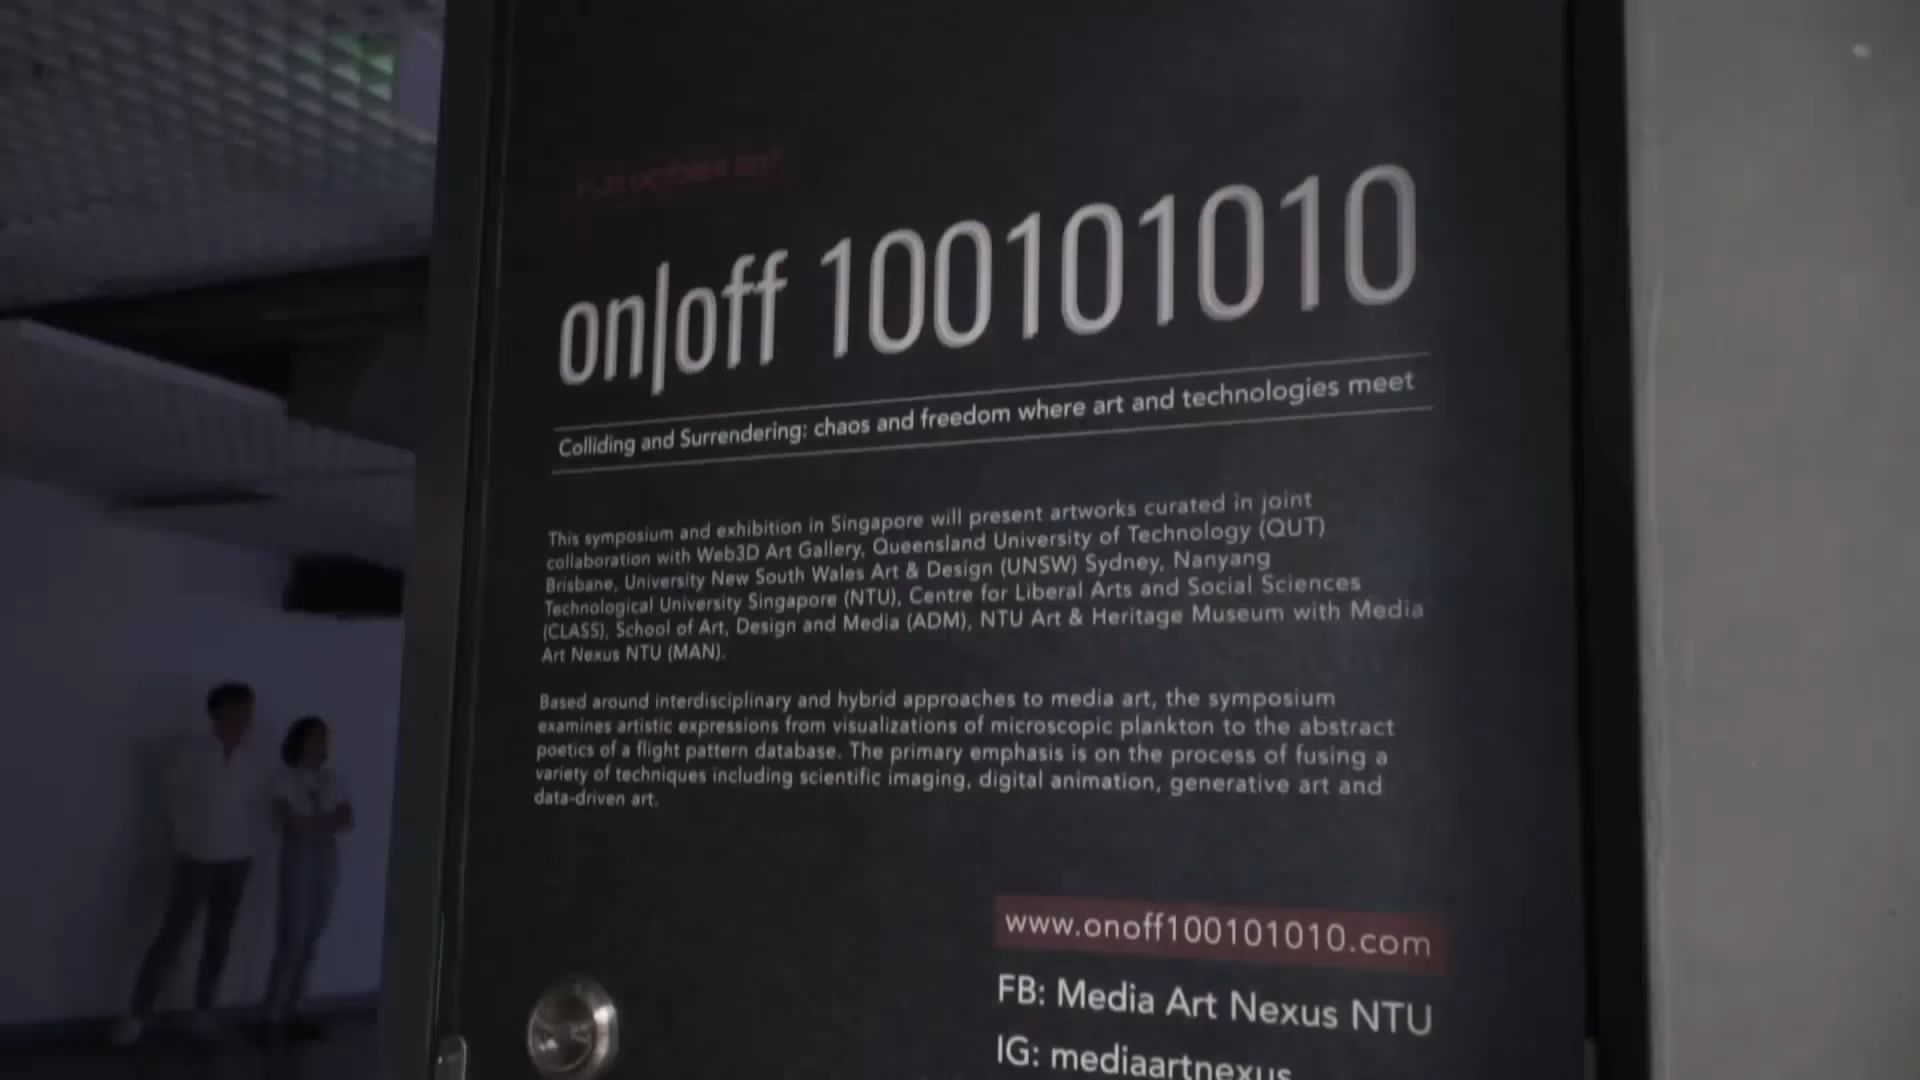 OCTOBER 2017
on|off 100101010
Colliding and Surrendering: chaos and freedom where art and technologies meet
This symposium and exhibition in Singapore will present artworks curated in joint
collaboration with Web3D Art Gallery, Queensland University of Technology (QUT)
Brisbane, University New South Wales Art & Design (UNSW) Sydney, Nanyang
Technological University Singapore (NTU), Centre for Liberal Arts and Social Sciences
(CLASS), School of Art, Design and Media (ADM), NTU Art & Heritage Museum with Media
Art Nexus NTU (MAN).
Based around interdisciplinary and hybrid approaches to media art, the symposium
examines artistic expressions from visualizations of microscopic plankton to the abstract
poetics of a flight pattern database. The primary emphasis is on the process of fusing a
variety of techniques including scientific imaging, digital animation, generative art and
data-driven art.
www.onoff100101010.com
FB: Media Art Nexus NTU
IG: mediaartnexus